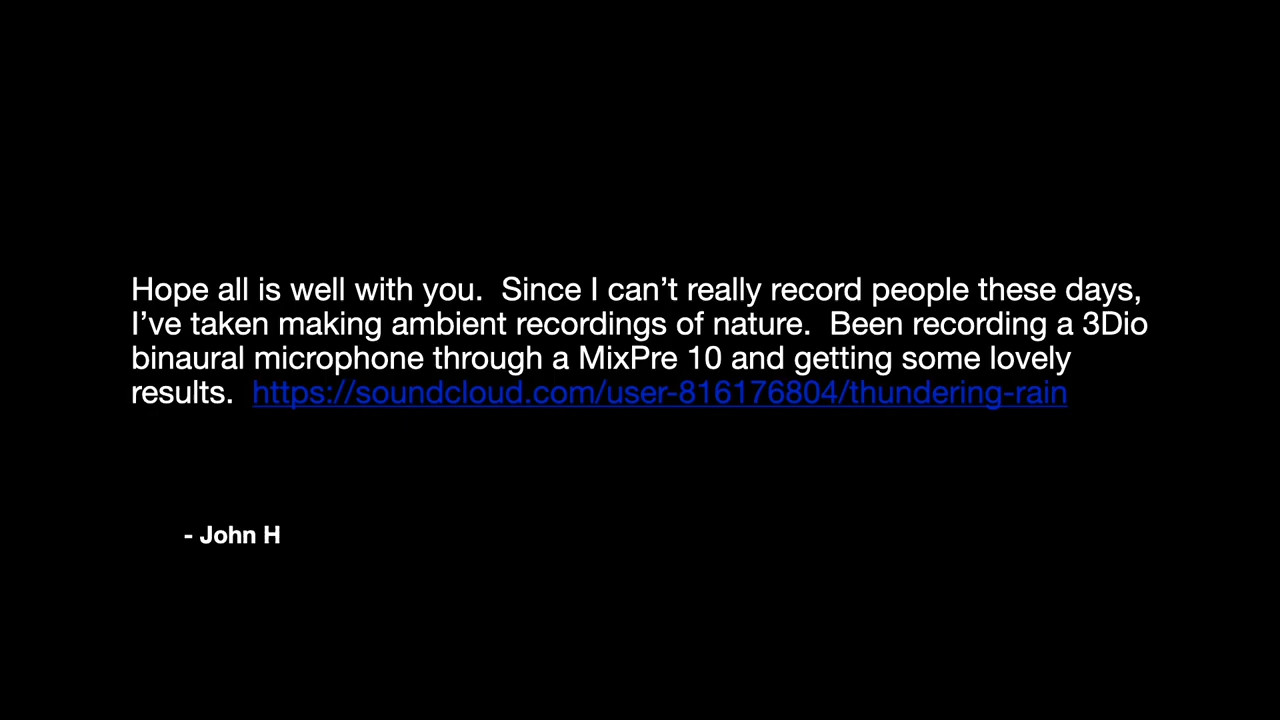 Hope all is well with you.  Since I can’t really record people these days,
I’ve taken making ambient recordings of nature.  Been recording a 3Dio
binaural microphone through a MixPre 10 and getting some lovely
results.  https://soundcloud.com/user-816176804/thundering-rain
- John H